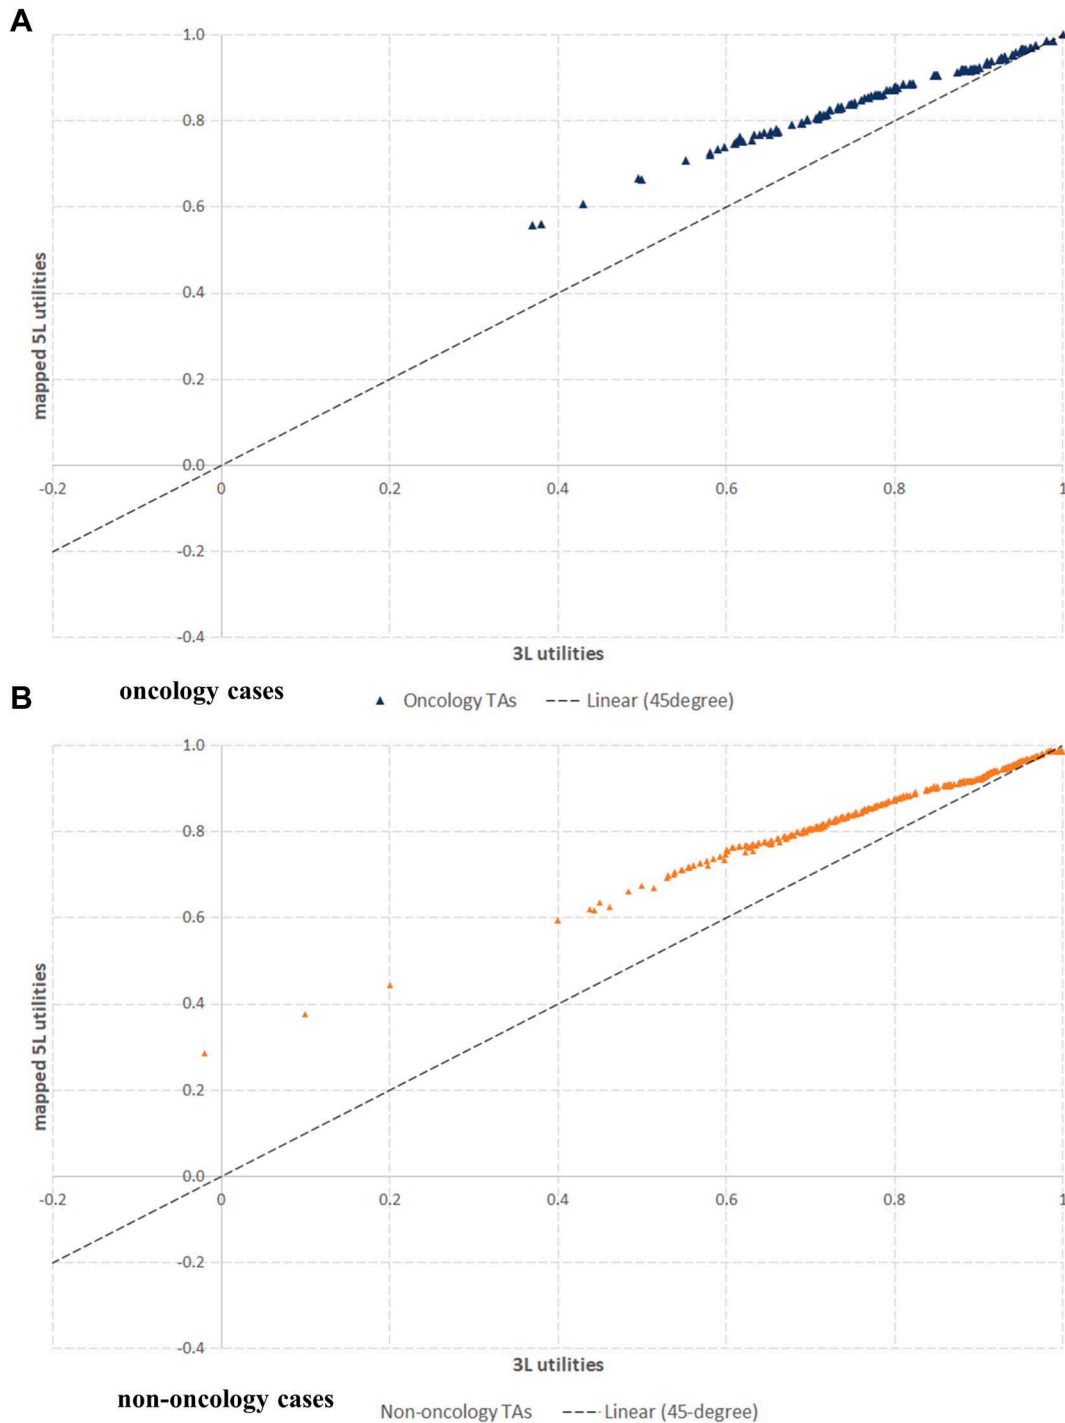 A
1.0
0.8
0.6
0.4
0.2
0.0
-0.2
-0.4
-0.2 0 0.2 0.4 0.6 0.8 1
mapped 5L utilities
3L utilities
oncology cases
Oncology TAs Linear (45degree)
B
1.0
0.8
0.6
0.4
0.2
0.0
-0.2
-0.4
-0.2 0 0.2 0.4 0.6 0.8 1
mapped 5L utilities
3L utilities
non-oncology cases
Non-oncology TAs Linear (45-degree)